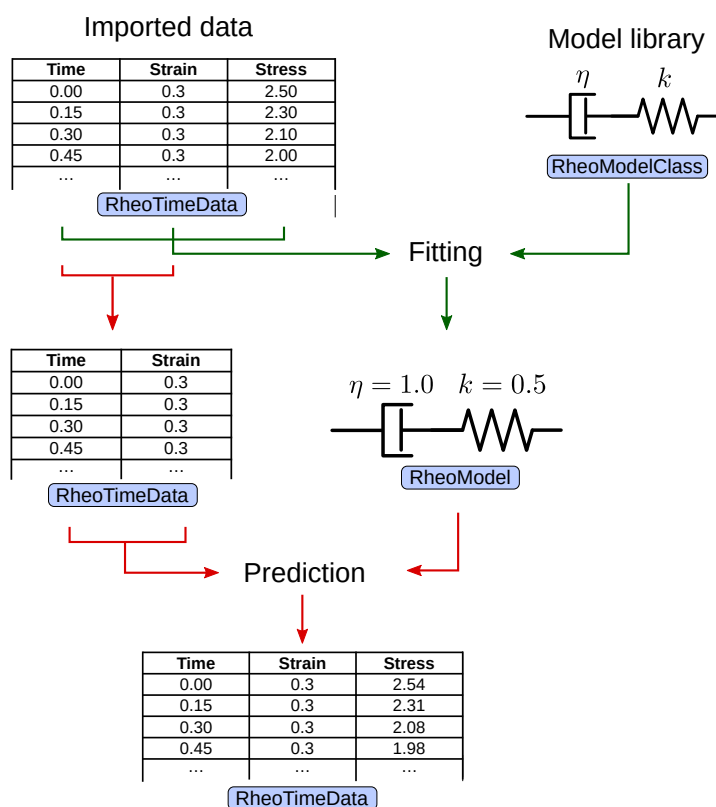 Imported data
Time Strain Stress
0.00 0.3 2.50
0.15 0.3 2.30
0.30 0.3 2.10
0.45 0.3 2.00
... ... ...
RheoTimeData
Model library
η k
RheoModelClass
Fitting
Time Strain
0.00 0.3
0.15 0.3
0.30 0.3
0.45 0.3
... ...
RheoTimeData
η = 1.0 k = 0.5
RheoModel
Prediction
Time Strain Stress
0.00 0.3 2.54
0.15 0.3 2.31
0.30 0.3 2.08
0.45 0.3 1.98
... ... ...
RheoTimeData